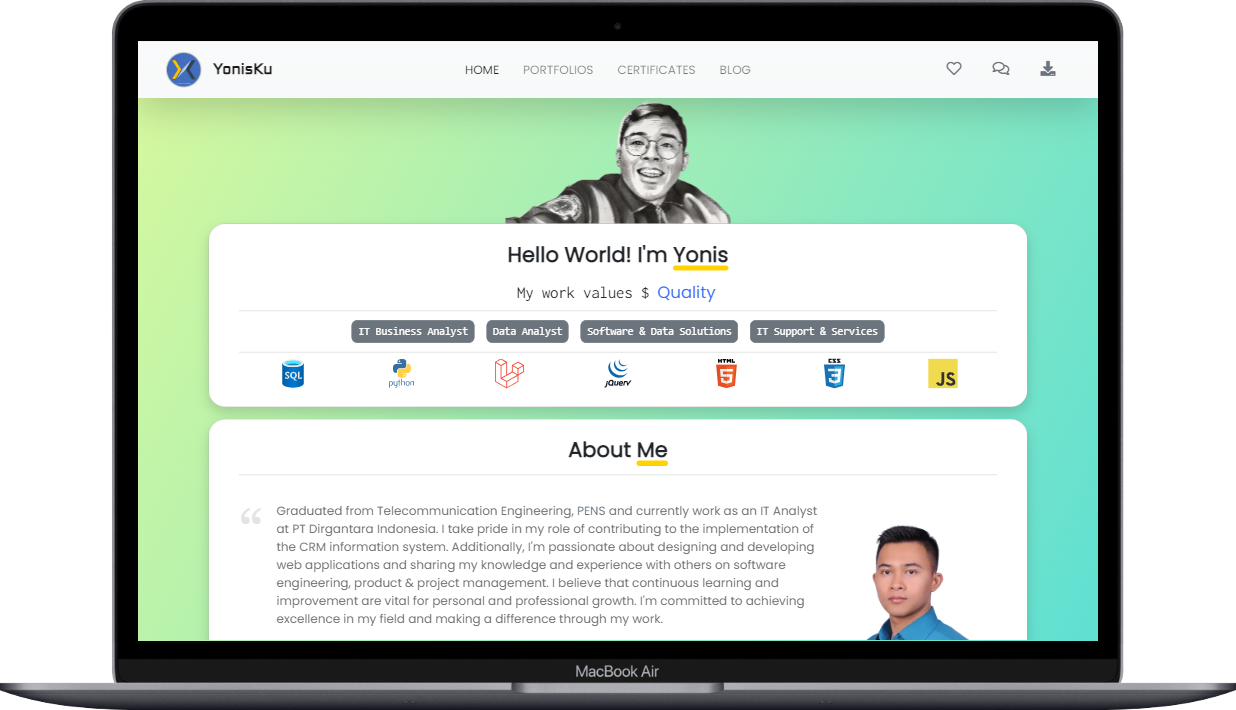 YonisKu
HOME PORTFOLIOS CERTIFICATES BLOG
Hello World! I'm Yonis
My work values $ Quality
IT Business Analyst Data Analyst Software & Data Solutions IT Support & Services
SQL python jQuery HTML 5 CSS 3 JS
About Me
“
Graduated from Telecommunication Engineering, PENS and currently work as an IT Analyst
at PT Dirgantara Indonesia. I take pride in my role of contributing to the implementation of
the CRM information system. Additionally, I'm passionate about designing and developing
web applications and sharing my knowledge and experience with others on software
engineering, product & project management. I believe that continuous learning and
improvement are vital for personal and professional growth. I'm committed to achieving
excellence in my field and making a difference through my work.
MacBook Air